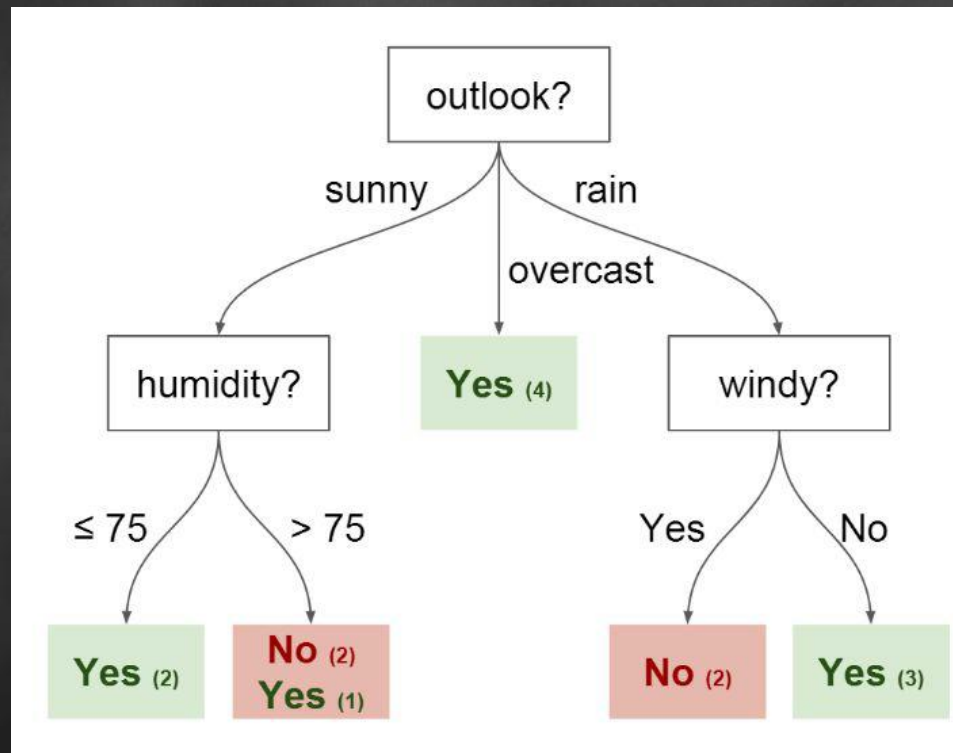 outlook?
sunny
rain
overcast
humidity?
Yes (4)
windy?
≤ 75
> 75
Yes
No
Yes (2)
No (2)
Yes (1)
No (2)
Yes (3)